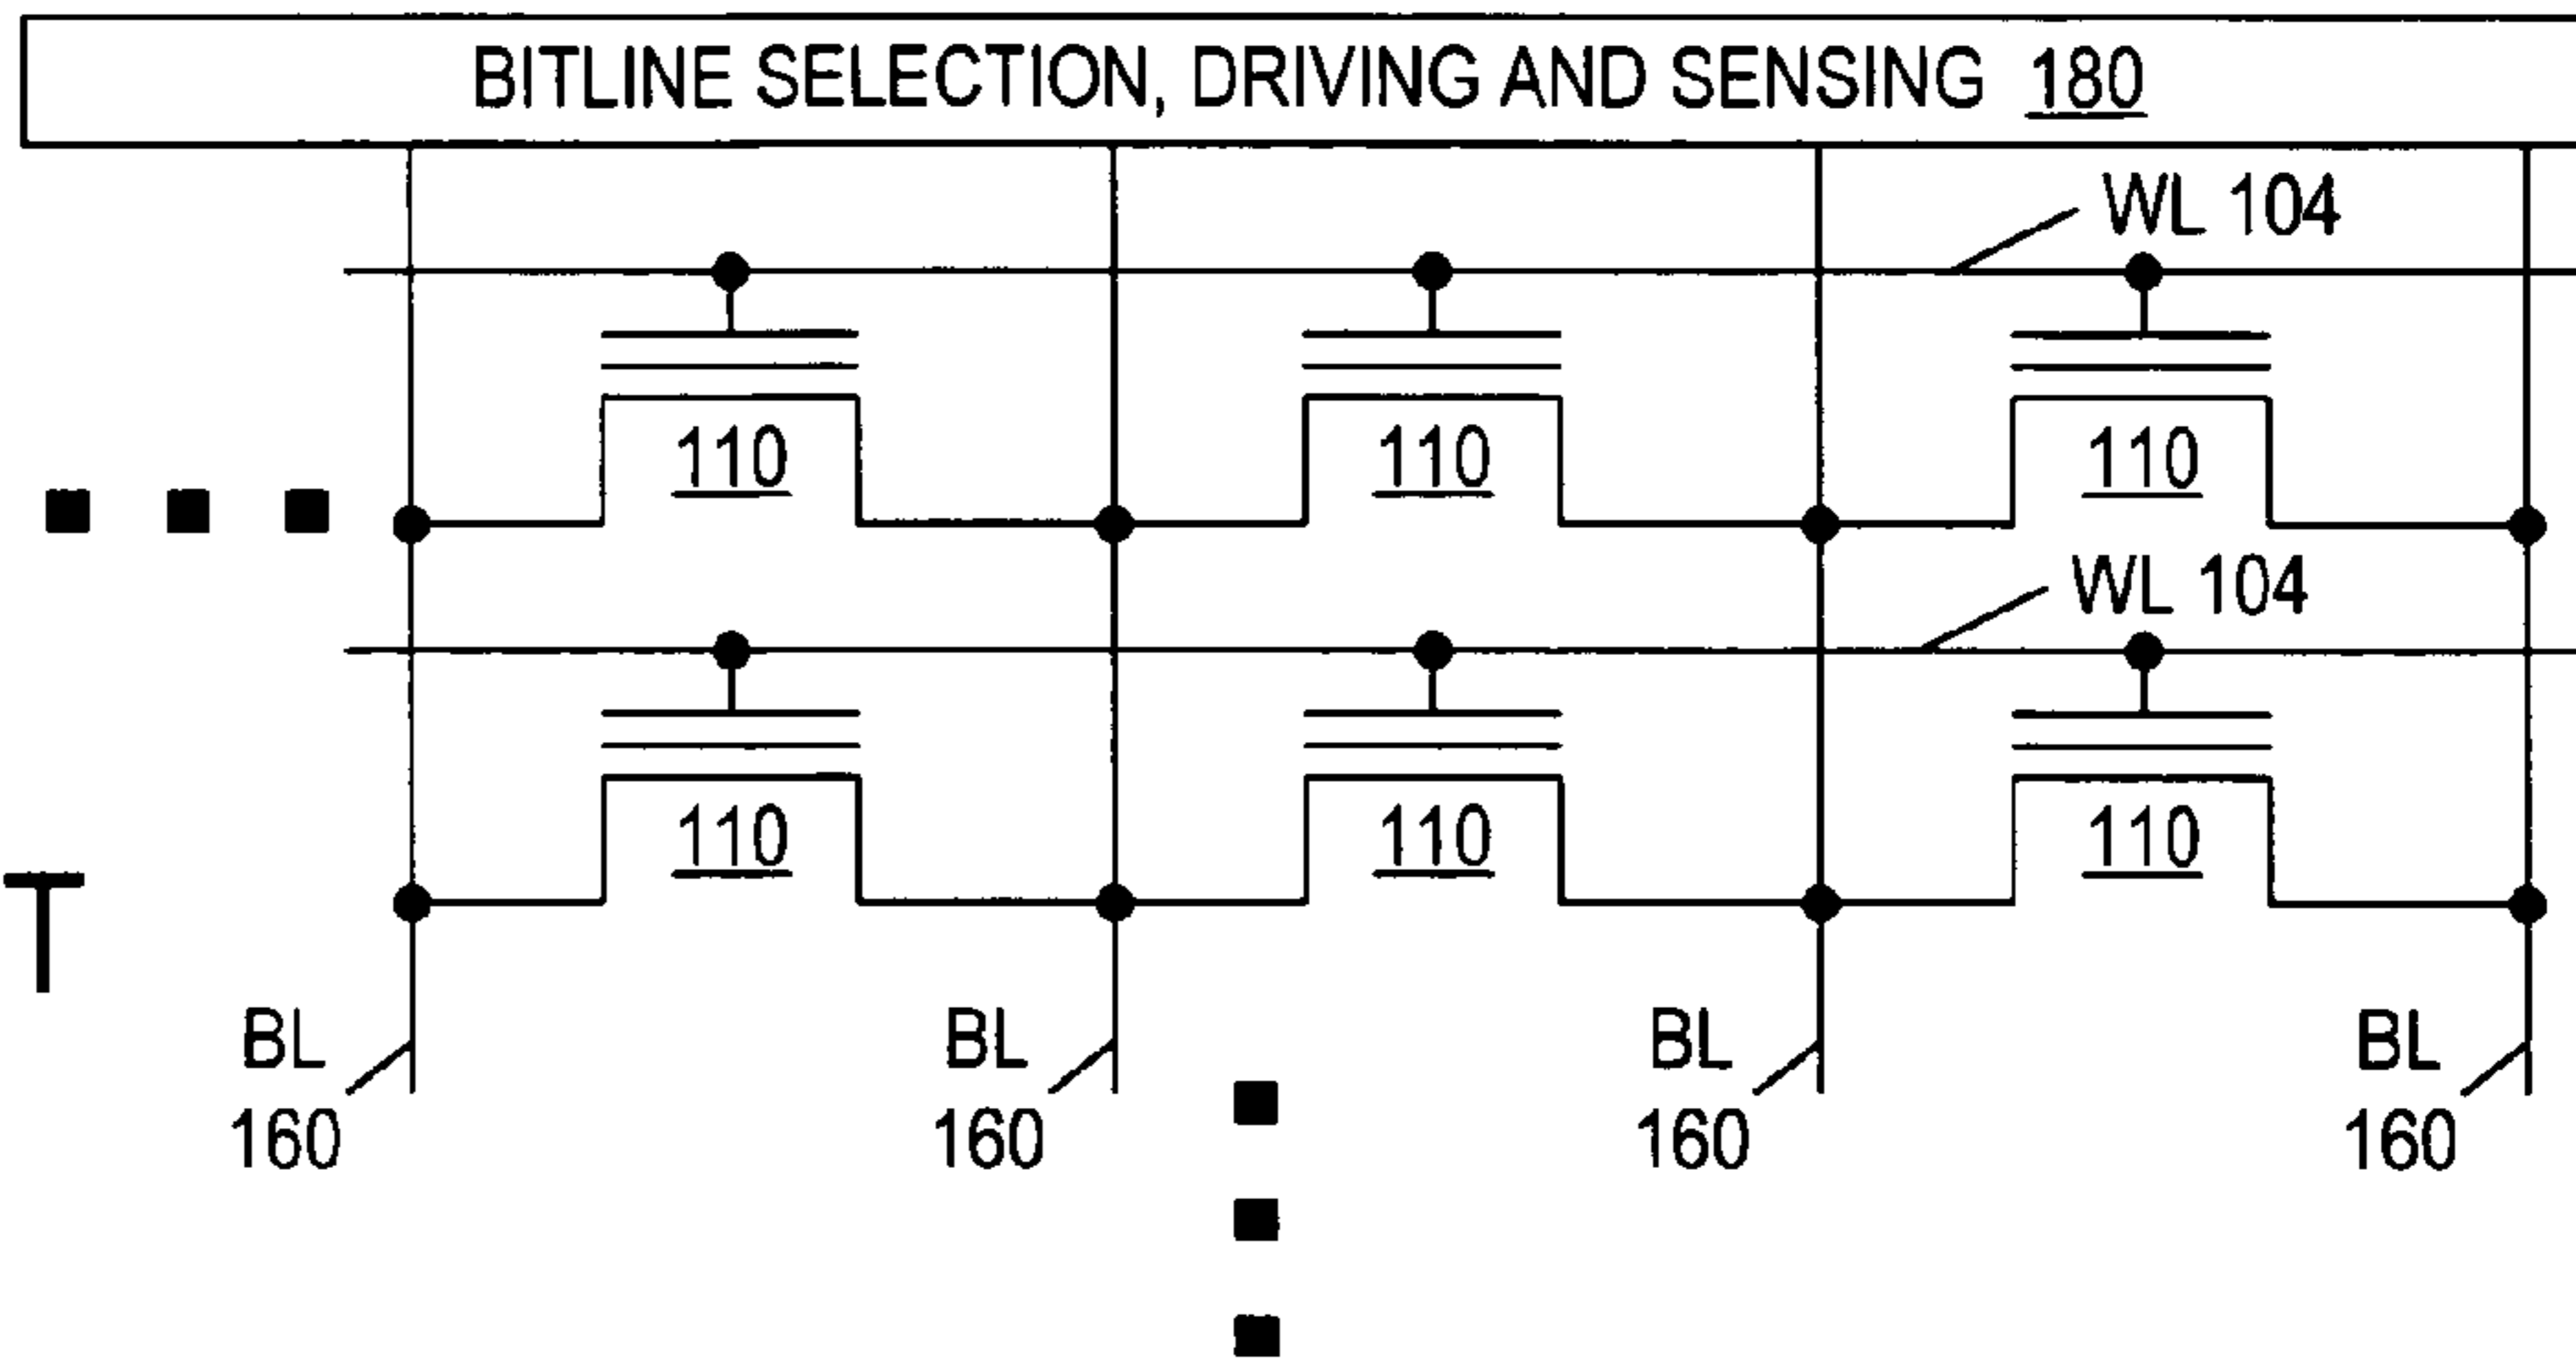 BITLINE SELECTION, DRIVING AND SENSING 180
WL 104
110 110 110
WL 104
110 110 110
T
BL BL BL BL
160 160 160 160